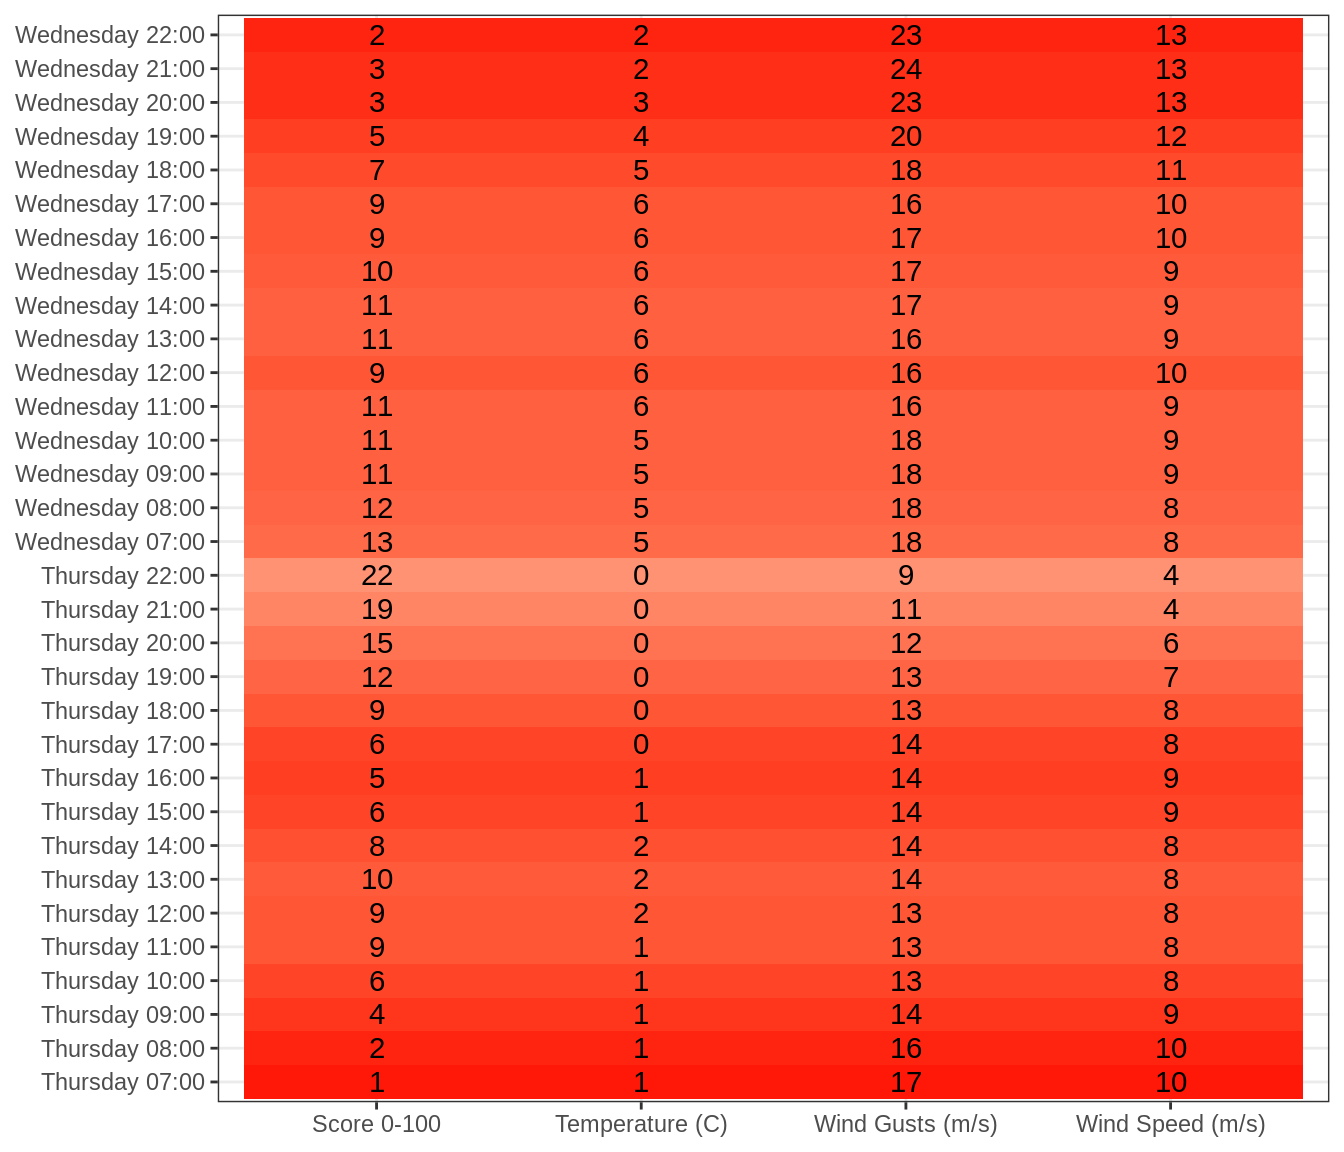 Wednesday 22:00 2 2 23 13
Wednesday 21:00 3 2 24 13
Wednesday 20:00 3 3 23 13
Wednesday 19:00 5 4 20 12
Wednesday 18:00 7 5 18 11
Wednesday 17:00 9 6 16 10
Wednesday 16:00 9 6 17 10
Wednesday 15:00 10 6 17 9
Wednesday 14:00 11 6 17 9
Wednesday 13:00 11 6 16 9
Wednesday 12:00 9 6 16 10
Wednesday 11:00 11 6 16 9
Wednesday 10:00 11 5 18 9
Wednesday 09:00 11 5 18 9
Wednesday 08:00 12 5 18 8
Wednesday 07:00 13 5 18 8
Thursday 22:00 22 0 9 4
Thursday 21:00 19 0 11 4
Thursday 20:00 15 0 12 6
Thursday 19:00 12 0 13 7
Thursday 18:00 9 0 13 8
Thursday 17:00 6 0 14 8
Thursday 16:00 5 1 14 9
Thursday 15:00 6 1 14 9
Thursday 14:00 8 2 14 8
Thursday 13:00 10 2 14 8
Thursday 12:00 9 2 13 8
Thursday 11:00 9 1 13 8
Thursday 10:00 6 1 13 8
Thursday 09:00 4 1 14 9
Thursday 08:00 2 1 16 10
Thursday 07:00 1 1 17 10
Score 0-100 Temperature (C) Wind Gusts (m/s) Wind Speed (m/s)